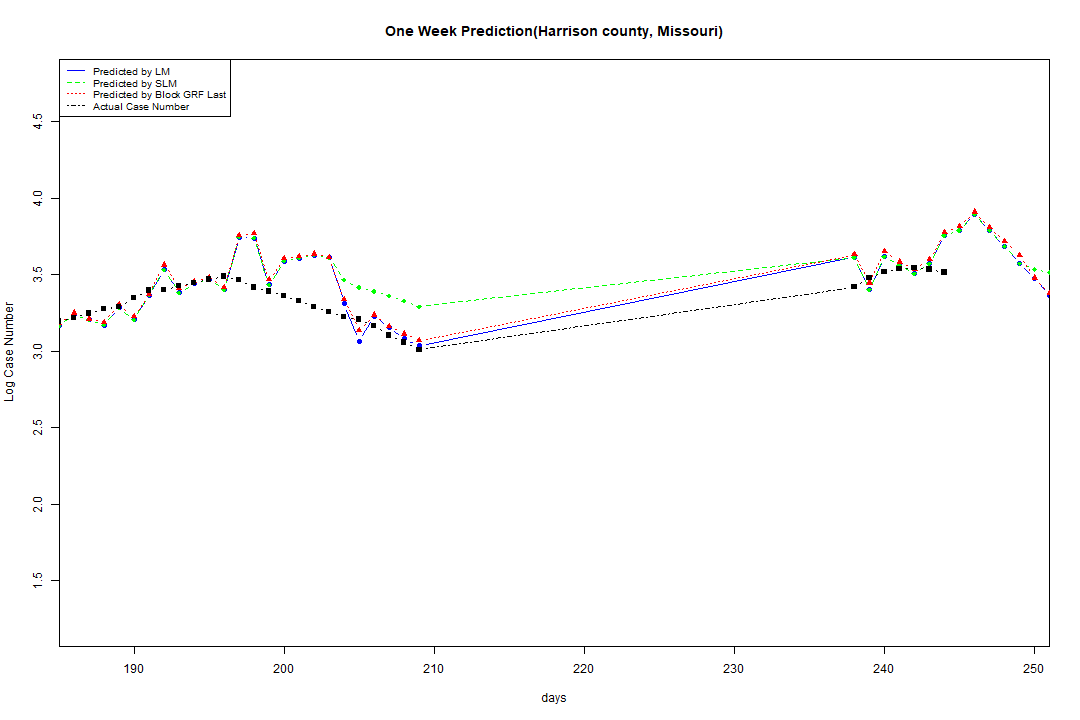 One Week Prediction(Harrison county, Missouri)
Predicted by LM
Predicted by SLM
Predicted by Block GRF Last
Actual Case Number
4.5
4.0
3.5
3.0
2.5
2.0
1.5
Log Case Number
190 200 210 220 230 240 250
days